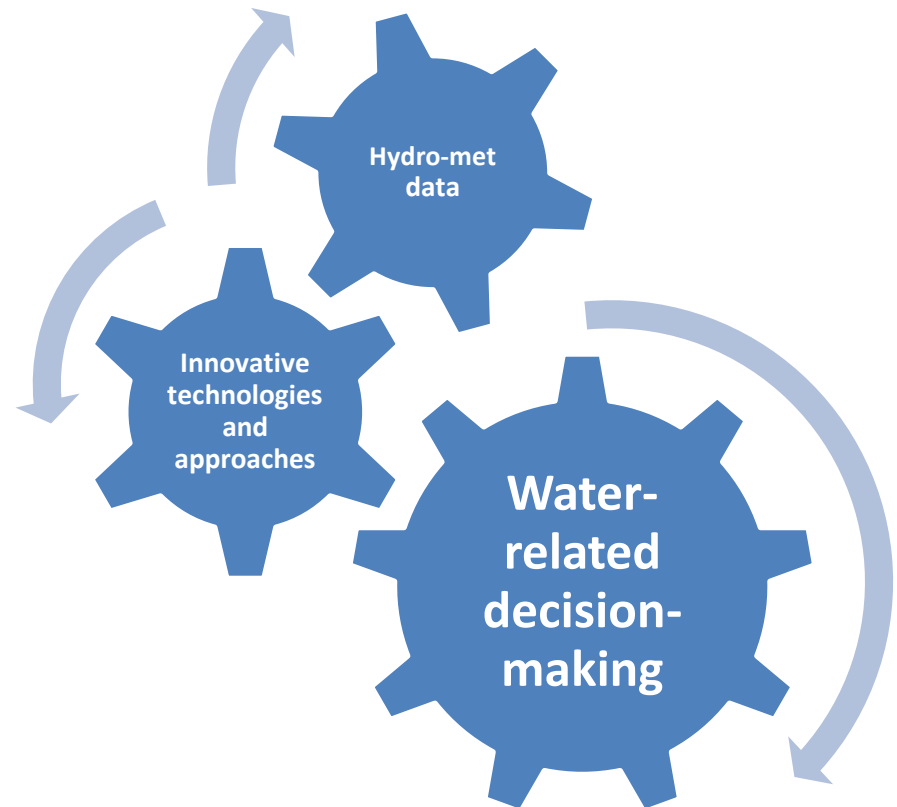 Hydro-met
data
Innovative
technologies
and
approaches
Water-
related
decision-
making